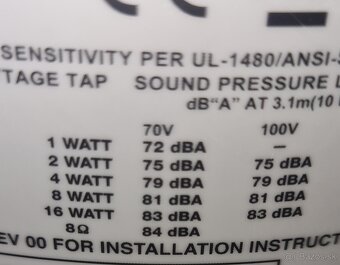 SENSITIVITY PER UL-1480/ANSI-S
TTAGE TAP SOUND PRESSURE L
dB"A" AT 3.1m(10
70V 100V
1 WATT 72 dBA –
2 WATT 75 dBA 75 dBA
4 WATT 79 dBA 79 dBA
8 WATT 81 dBA 81 dBA
16 WATT 83 dBA 83 dBA
8Ω 84 dBA
EV 00 FOR INSTALLATION INSTRUCT